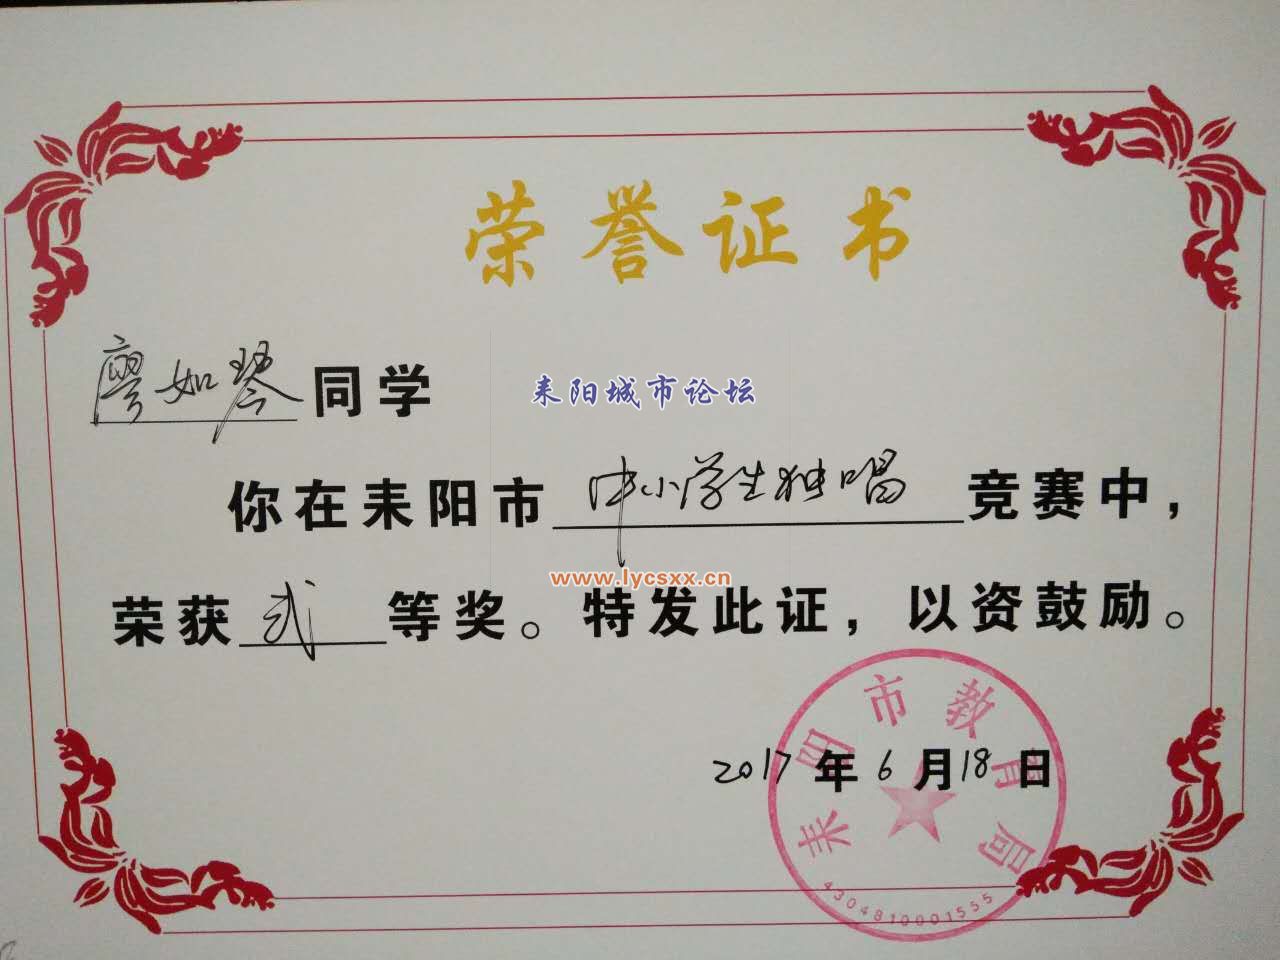 荣誉证书
廖如琴同学
耒阳城市论坛
你在耒阳市中小学生独唱竞赛中，
www.lycsxx.cn
荣获贰等奖。特发此证，以资鼓励。
耒阳市教育局
2017年6月18日
4304810001555